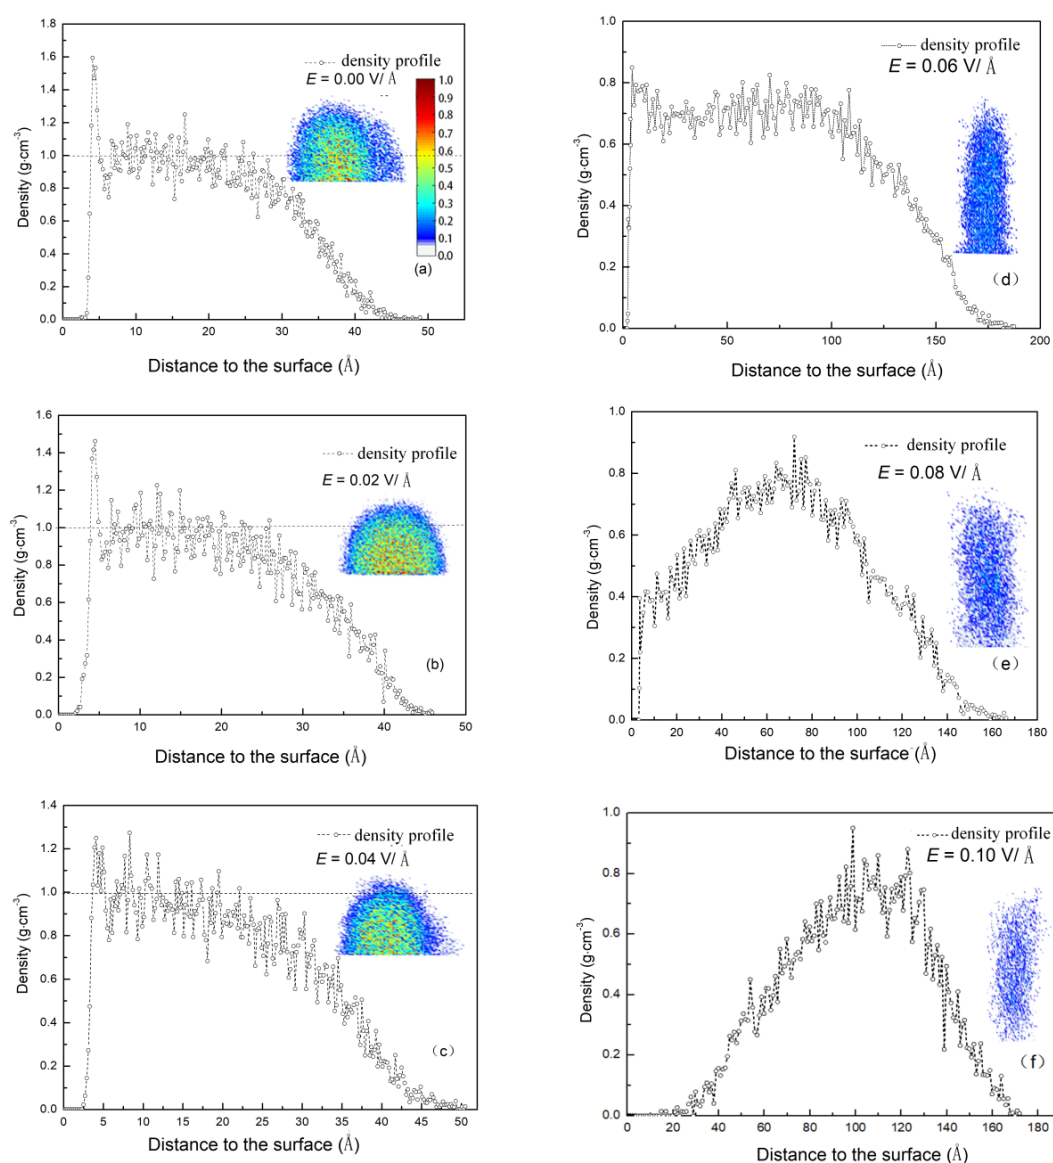 density profile
E = 0.00 V/Å
1.0
0.9
0.8
0.7
0.6
0.5
0.4
0.3
0.2
0.1
0.0
(a)
Density (g·cm⁻³)
1.8
1.6
1.4
1.2
1.0
0.8
0.6
0.4
0.2
0.0
0 10 20 30 40 50
Distance to the surface (Å)
density profile
E = 0.06 V/Å
(d)
Density (g·cm⁻³)
1.0
0.8
0.6
0.4
0.2
0.0
0 50 100 150 200
Distance to the surface (Å)
density profile
E = 0.02 V/Å
(b)
Density (g·cm⁻³)
1.6
1.4
1.2
1.0
0.8
0.6
0.4
0.2
0.0
0 10 20 30 40 50
Distance to the surface (Å)
density profile
E = 0.08 V/Å
(e)
Density (g·cm⁻³)
1.0
0.8
0.6
0.4
0.2
0.0
0 20 40 60 80 100 120 140 160 180
Distance to the surface (Å)
density profile
E = 0.04 V/Å
(c)
Density (g·cm⁻³)
1.4
1.2
1.0
0.8
0.6
0.4
0.2
0.0
0 5 10 15 20 25 30 35 40 45 50
Distance to the surface (Å)
density profile
E = 0.10 V/Å
(f)
Density (g·cm⁻³)
1.0
0.8
0.6
0.4
0.2
0.0
0 20 40 60 80 100 120 140 160 180
Distance to the surface (Å)